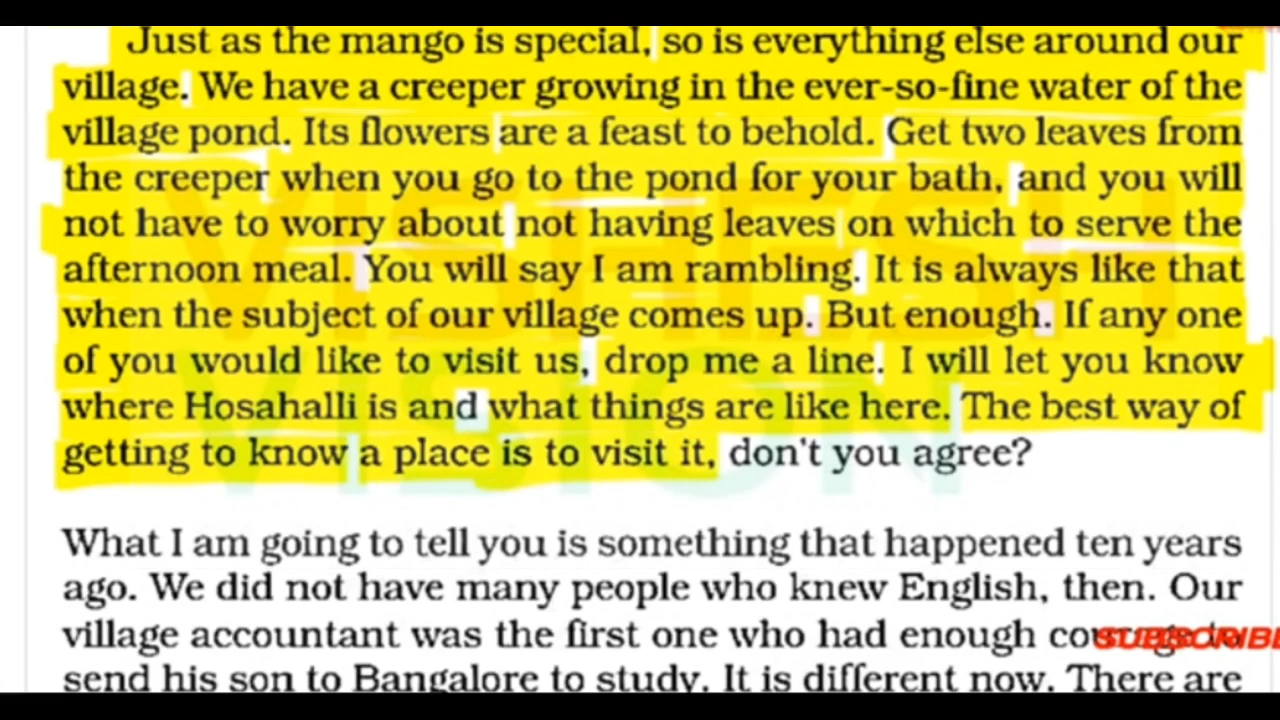 Just as the mango is special, so is everything else around our
village. We have a creeper growing in the ever-so-fine water of the
village pond. Its flowers are a feast to behold. Get two leaves from
the creeper when you go to the pond for your bath, and you will
not have to worry about not having leaves on which to serve the
afternoon meal. You will say I am rambling. It is always like that
when the subject of our village comes up. But enough. If any one
of you would like to visit us, drop me a line. I will let you know
where Hosahalli is and what things are like here. The best way of
getting to know a place is to visit it, don't you agree?
What I am going to tell you is something that happened ten years
ago. We did not have many people who knew English, then. Our
village accountant was the first one who had enough courage to
SUBSCRIBE
send his son to Bangalore to study. It is different now. There are